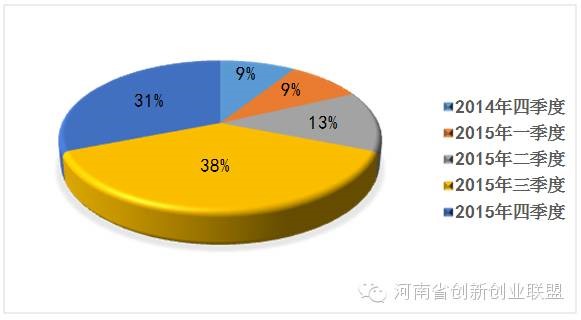 9%
9%
13%
38%
31%
2014年四季度
2015年一季度
2015年二季度
2015年三季度
2015年四季度
河南省创新创业联盟